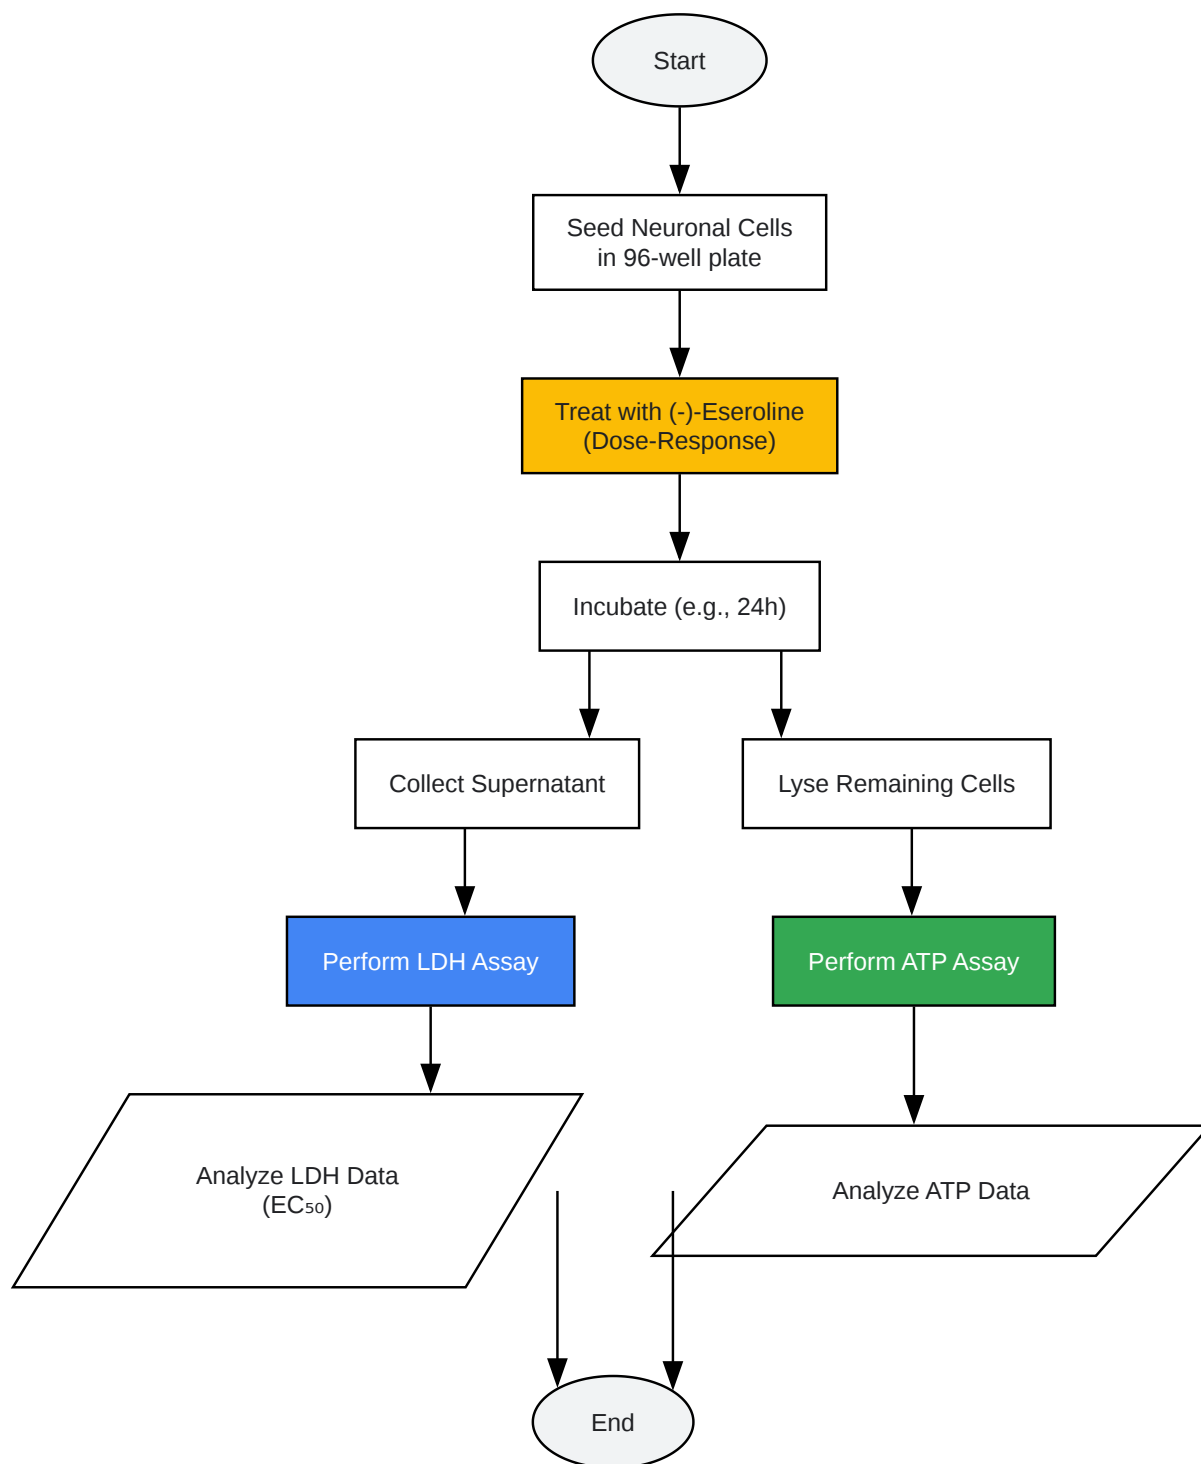 Start
Seed Neuronal Cells
in 96-well plate
Treat with (-)-Eseroline
(Dose-Response)
Incubate (e.g., 24h)
Collect Supernatant
Lyse Remaining Cells
Perform LDH Assay
Perform ATP Assay
Analyze LDH Data
(EC₅₀)
Analyze ATP Data
End